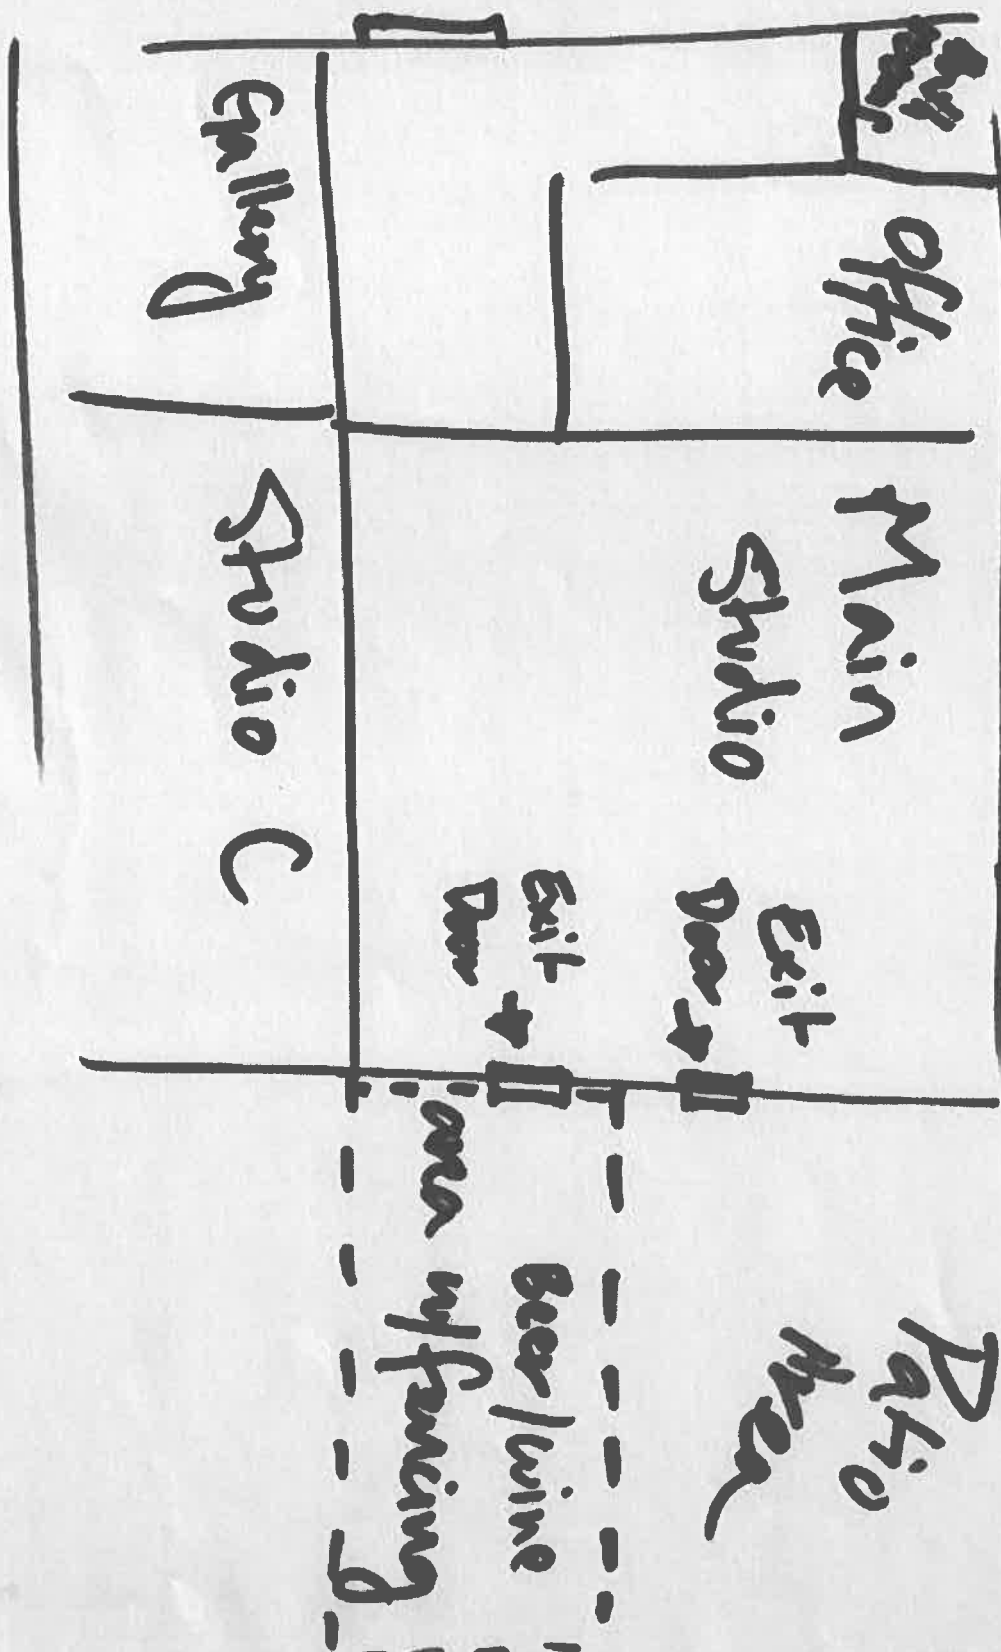 Office
Main
Studio
Exit
Door
Exit
Door
Gallery
Studio C
Patio
Area
Beer/wine
area w/fencing